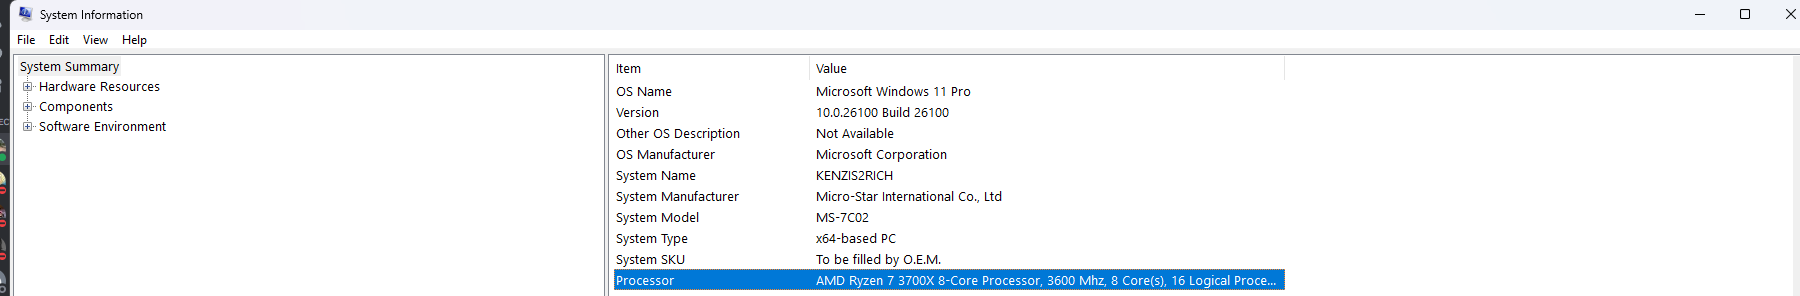 System Information
File Edit View Help
System Summary
Hardware Resources
Components
Software Environment
Item Value
OS Name Microsoft Windows 11 Pro
Version 10.0.26100 Build 26100
Other OS Description Not Available
OS Manufacturer Microsoft Corporation
System Name KENZIS2RICH
System Manufacturer Micro-Star International Co., Ltd
System Model MS-7C02
System Type x64-based PC
System SKU To be filled by O.E.M.
Processor AMD Ryzen 7 3700X 8-Core Processor, 3600 Mhz, 8 Core(s), 16 Logical Proce...